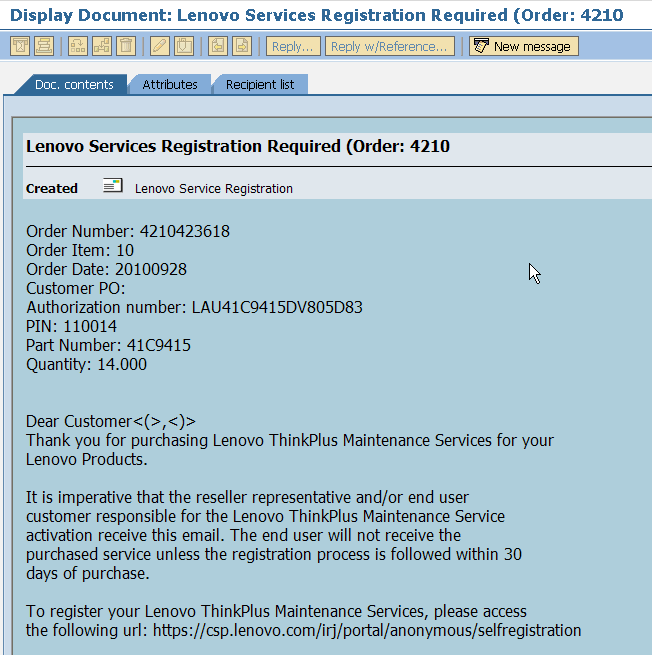 Display Document: Lenovo Services Registration Required (Order: 4210
Reply... Reply w/Reference... New message
Doc. contents Attributes Recipient list
Lenovo Services Registration Required (Order: 4210
Created Lenovo Service Registration
Order Number: 4210423618
Order Item: 10
Order Date: 20100928
Customer PO:
Authorization number: LAU41C9415DV805D83
PIN: 110014
Part Number: 41C9415
Quantity: 14.000
Dear Customer<(>,<)>
Thank you for purchasing Lenovo ThinkPlus Maintenance Services for your
Lenovo Products.
It is imperative that the reseller representative and/or end user
customer responsible for the Lenovo ThinkPlus Maintenance Service
activation receive this email. The end user will not receive the
purchased service unless the registration process is followed within 30
days of purchase.
To register your Lenovo ThinkPlus Maintenance Services, please access
the following url: https://csp.lenovo.com/irj/portal/anonymous/selfregistration